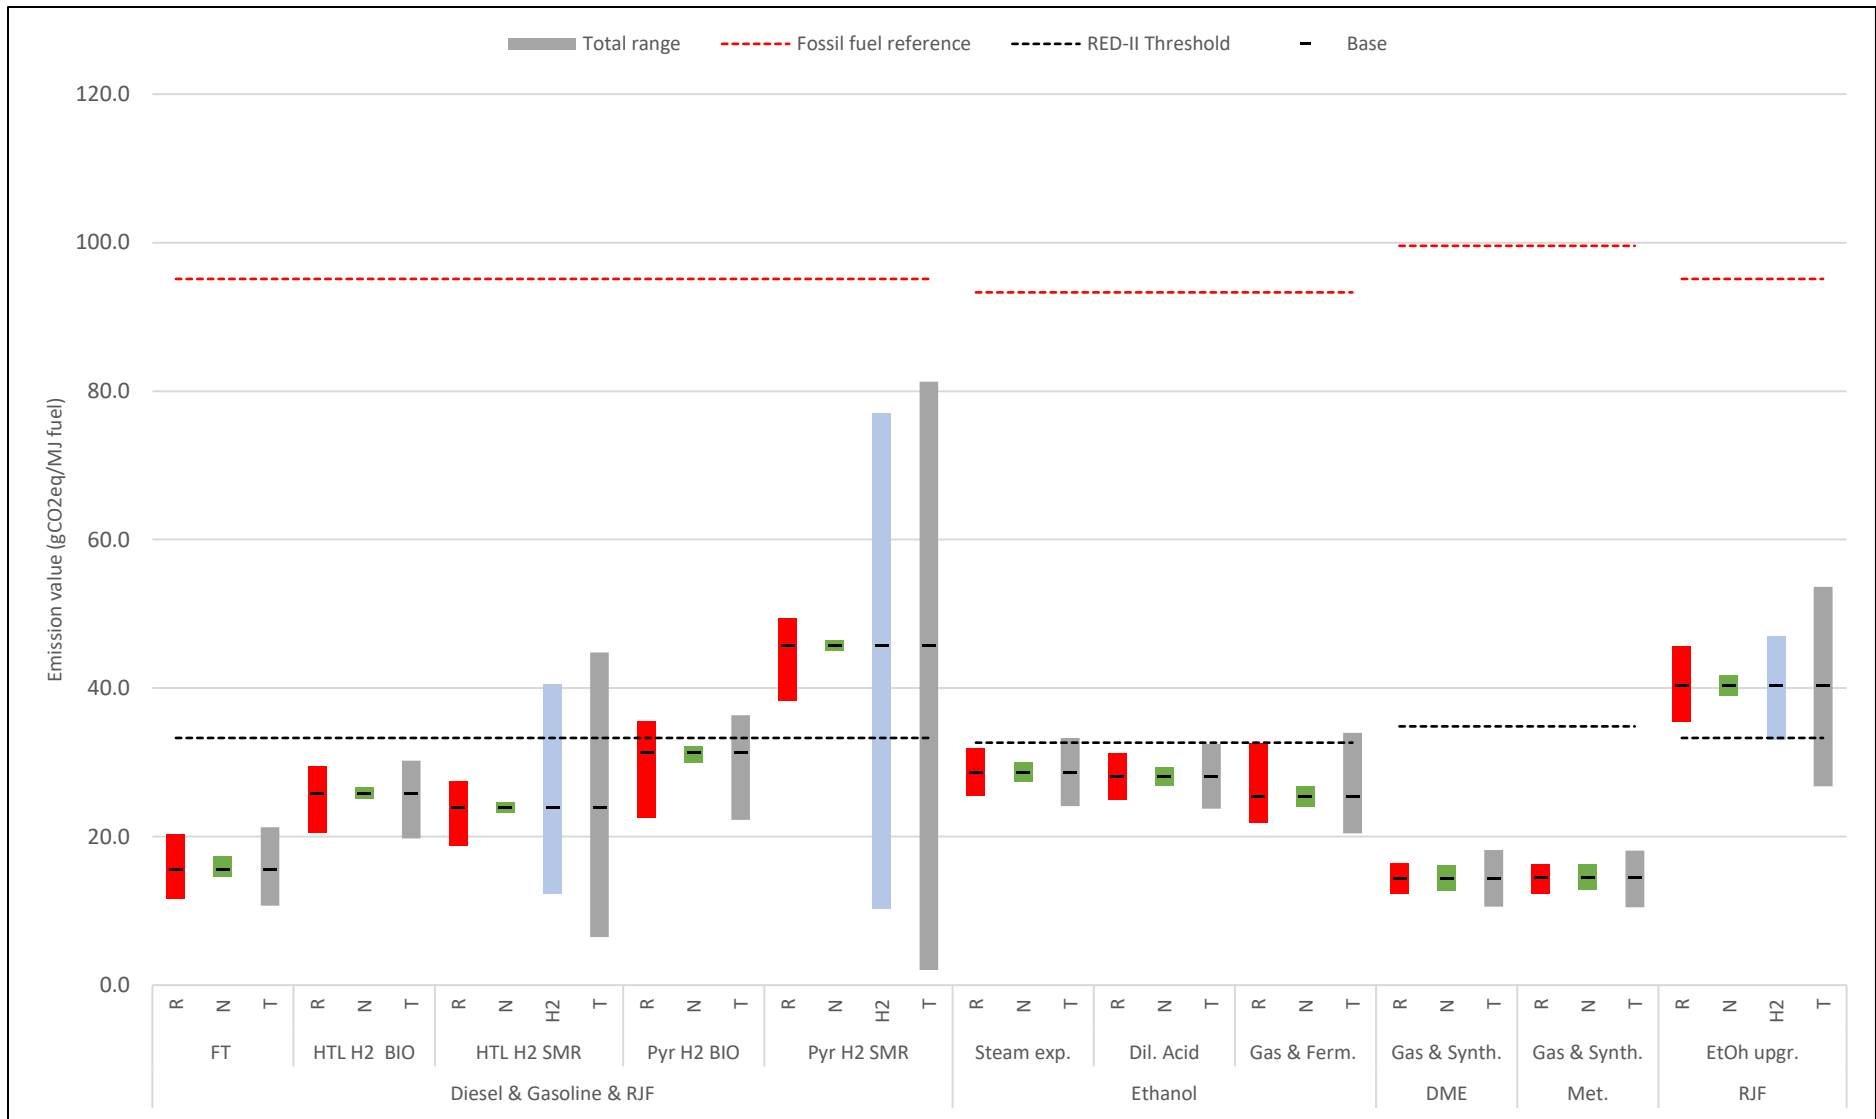 Total range Fossil fuel reference RED-II Threshold Base
120.0
100.0
80.0
60.0
40.0
20.0
0.0
Emission value (gCO2eq/MJ fuel)
R N T R N T R N H2 T R N T R N H2 T R N T R N T R N T R N T R N T R N H2 T
FT HTL H2 BIO HTL H2 SMR Pyr H2 BIO Pyr H2 SMR Steam exp. Dil. Acid Gas & Ferm. Gas & Synth. Gas & Synth. EtOh upgr.
Diesel & Gasoline & RJF Ethanol DME Met. RJF